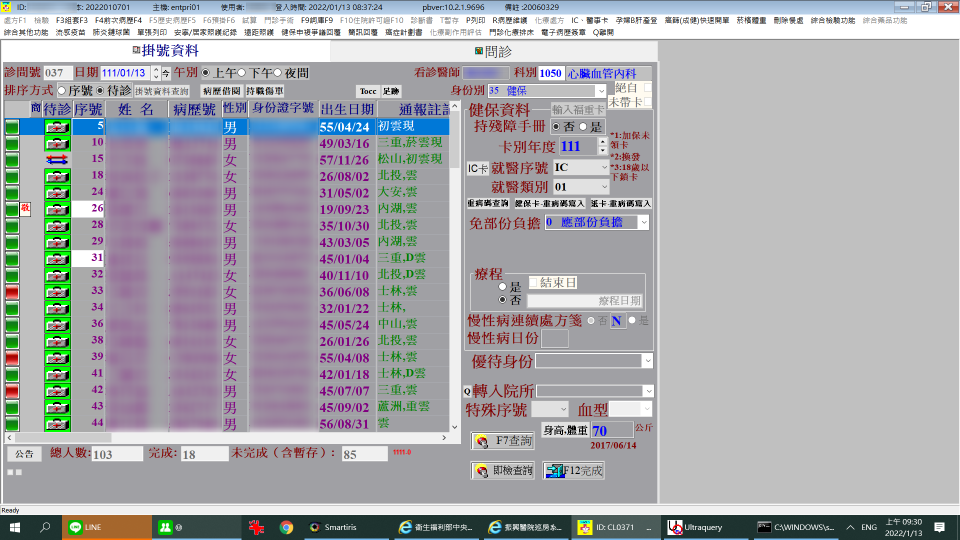 ID: 本: 2022010701 主機: entpri01 使用者: 登入時間: 2022/01/13 08:37:24 pbver:10.2.1.9696 備註 :20060329
處方F1 檢驗 F3組套F3 F4前次病歷F4 F5歷史病歷F5 F6預掛F6 試算 門診手術 F9詞庫F9 F10住院許可證F10 診斷書 T暫存 P列印 R病歷續續 化療處方 IC、醫事卡 孕婦B肝產登 癌篩(成健)快速開單 菸檳體重 刪除餐處 綜合檢驗功能 綜合藥品功能
綜合其他功能 流感疫苗 肺炎鏈球菌 單張列印 安寧/居家照護紀錄 遠距照護 健保申複爭議回覆 簡訊回覆 癌症計劃書 化療副作用評估 門診化療排床 電子病歷簽章 Q離開
掛號資料 問診
診間號 037 日期 111/01/13 今 午別 上午 下午 夜間 看診醫師 科別 1050 心臟血管內科
排序方式 序號 待診 掛號資料查詢 病歷借閱 持職傷單 Tocc 足跡 身份別 35 健保 絕自
未帶卡
商 待診 序號 姓 名 病歷號 性別 身份證字號 出生日期 通報註記
5 男 55/04/24 初雲現
10 男 49/03/16 三重,菸雲現
15 女 57/11/26 松山,初雲現
18 女 26/08/02 北投,雲
24 男 31/05/02 大安,雲
敬 26 男 19/09/23 內湖,雲
28 女 35/10/30 北投,雲
29 男 43/03/05 內湖,雲
31 男 45/01/04 三重,D雲
32 女 40/11/10 北投,D雲
33 女 36/06/08 士林,雲
34 男 32/01/22 士林,
36 男 45/05/24 中山,雲
38 女 26/01/26 北投,雲
39 男 55/04/08 士林,雲
41 女 42/01/18 士林,D雲
42 男 45/07/07 三重,雲
43 男 45/09/02 蘆洲,重雲
44 女 56/08/31 雲
公告 總人數: 103 完成: 18 未完成（含暫存）: 85 1111-0
健保資料 輸入福重卡
持殘障手冊 否 是
卡別年度 111
IC卡 就醫序號 IC
就醫類別 01
*1:加保未領卡
*2:換發
*3:18歲以下鎖卡
重病碼查詢 健保卡-重病碼寫入 紙卡-重病碼寫入
免部份負擔 0 應部份負擔
療程
是 結束日
否 療程日期
慢性病連續處方箋 否 N 是
慢性病日份
優待身份
Q 轉入院所
特殊序號 血型
F7查詢 身高.體重 70 公斤
2017/06/14
即檢查詢 F12完成
Ready
LINE @ Smartiris 衛生福利部中央... 振興醫院巡房系... ID: CL0371 ... Ultraquery C:\WINDOWS\s... ENG 上午 09:30
2022/1/13